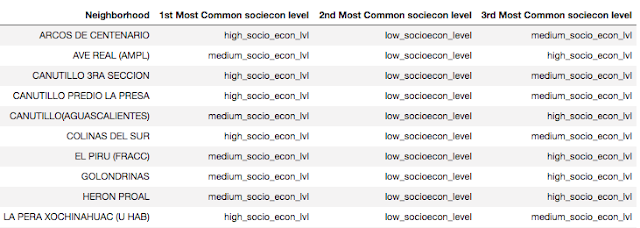 Neighborhood 1st Most Common sociecon level 2nd Most Common sociecon level 3rd Most Common sociecon level
ARCOS DE CENTENARIO high_socio_econ_lvl low_socioecon_level medium_socio_econ_lvl
AVE REAL (AMPL) medium_socio_econ_lvl low_socioecon_level high_socio_econ_lvl
CANUTILLO 3RA SECCION high_socio_econ_lvl low_socioecon_level medium_socio_econ_lvl
CANUTILLO PREDIO LA PRESA high_socio_econ_lvl low_socioecon_level medium_socio_econ_lvl
CANUTILLO(AGUASCALIENTES) medium_socio_econ_lvl low_socioecon_level high_socio_econ_lvl
COLINAS DEL SUR high_socio_econ_lvl low_socioecon_level medium_socio_econ_lvl
EL PIRU (FRACC) medium_socio_econ_lvl low_socioecon_level high_socio_econ_lvl
GOLONDRINAS medium_socio_econ_lvl low_socioecon_level high_socio_econ_lvl
HERON PROAL medium_socio_econ_lvl low_socioecon_level high_socio_econ_lvl
LA PERA XOCHINAHUAC (U HAB) high_socio_econ_lvl low_socioecon_level medium_socio_econ_lvl